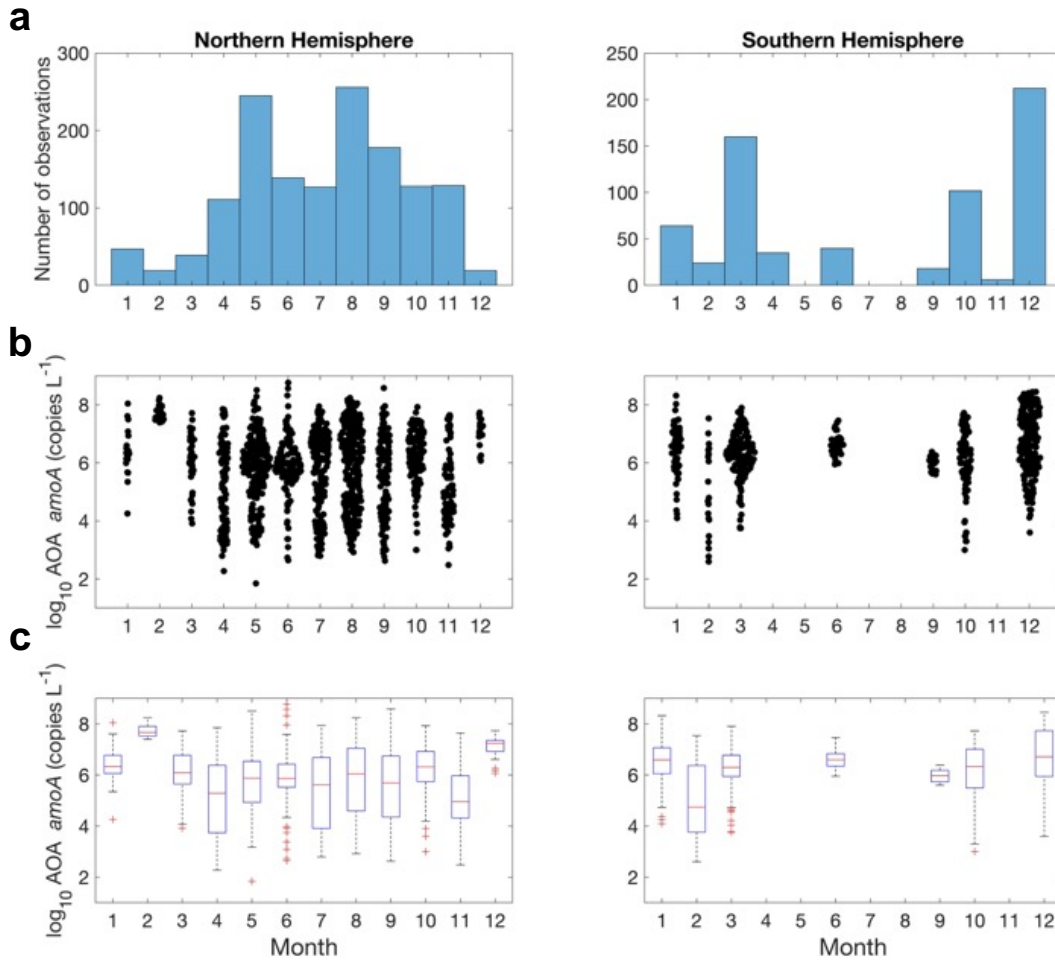 a
Northern Hemisphere
Southern Hemisphere
Number of observations
300
200
100
0
1 2 3 4 5 6 7 8 9 10 11 12
250
200
150
100
50
0
1 2 3 4 5 6 7 8 9 10 11 12
b
log10 AOA amoA (copies L-1)
8
6
4
2
1 2 3 4 5 6 7 8 9 10 11 12
8
6
4
2
1 2 3 4 5 6 7 8 9 10 11 12
c
log10 AOA amoA (copies L-1)
8
6
4
2
1 2 3 4 5 6 7 8 9 10 11 12
Month
8
6
4
2
1 2 3 4 5 6 7 8 9 10 11 12
Month